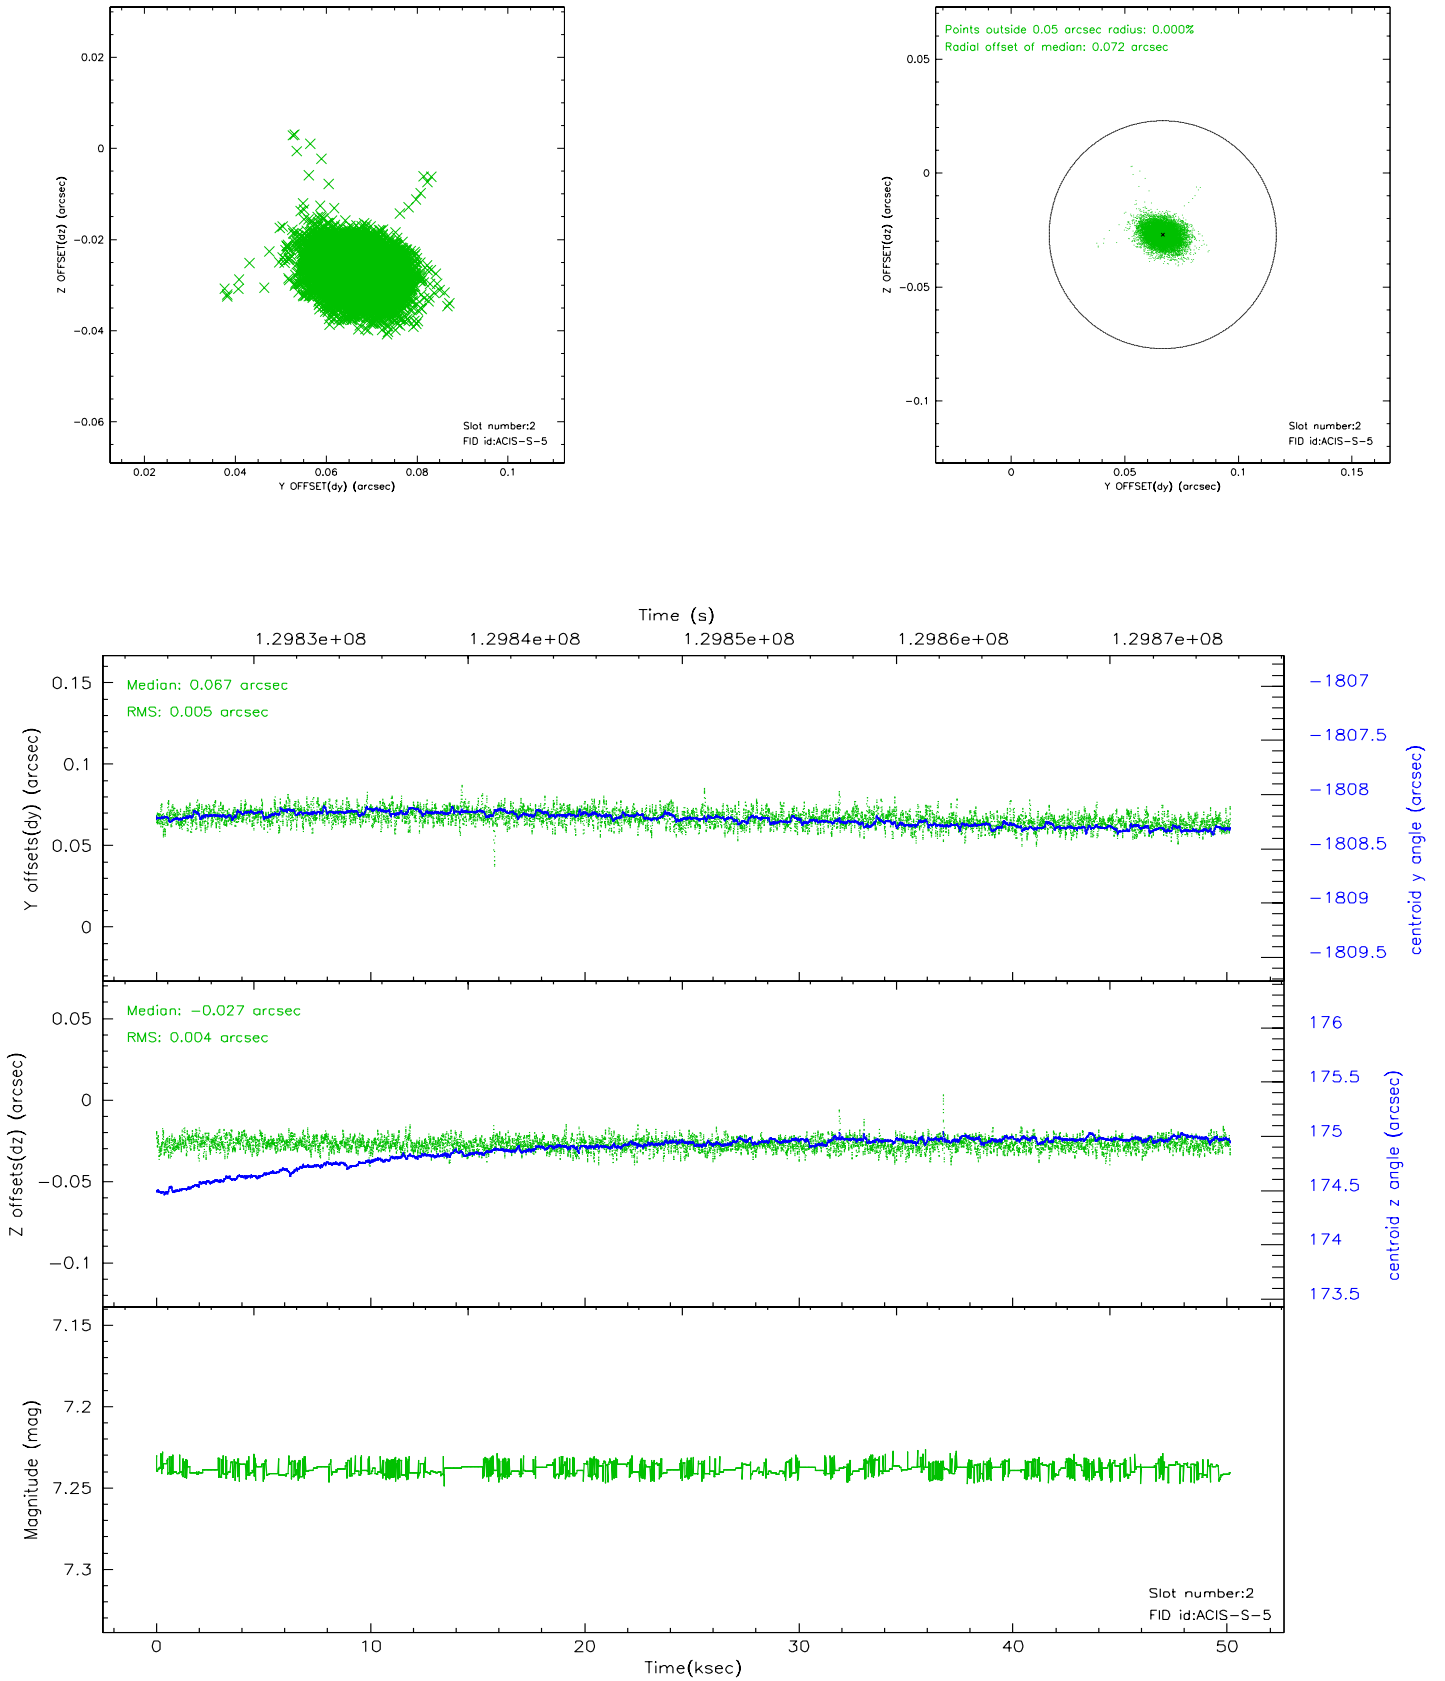 0.02
0
−0.02
−0.04
−0.06
Z OFFSET(dz) (arcsec)
0.02 0.04 0.06 0.08 0.1
Y OFFSET(dy) (arcsec)
Slot number:2
FID id:ACIS−S−5
Points outside 0.05 arcsec radius: 0.000%
Radial offset of median: 0.072 arcsec
0.05
0
−0.05
−0.1
Z OFFSET(dz) (arcsec)
0 0.05 0.1 0.15
Y OFFSET(dy) (arcsec)
Slot number:2
FID id:ACIS−S−5
Time (s)
1.2983e+08 1.2984e+08 1.2985e+08 1.2986e+08 1.2987e+08
Median: 0.067 arcsec
RMS: 0.005 arcsec
0.15
0.1
0.05
0
Y offsets(dy) (arcsec)
−1807
−1807.5
−1808
−1808.5
−1809
−1809.5
centroid y angle (arcsec)
Median: −0.027 arcsec
RMS: 0.004 arcsec
0.05
0
−0.05
−0.1
Z offsets(dz) (arcsec)
176
175.5
175
174.5
174
173.5
centroid z angle (arcsec)
7.15
7.2
7.25
7.3
Magnitude (mag)
Slot number:2
FID id:ACIS−S−5
0 10 20 30 40 50
Time(ksec)